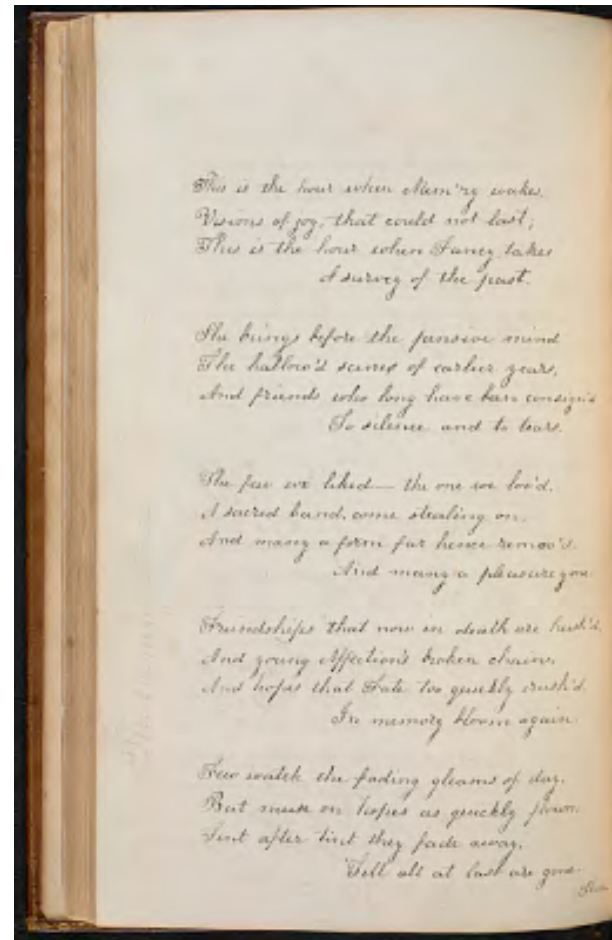 This is the hour when Mem'ry wakes
Visions of joy, that could not last;
This is the hour when Fancy takes
A survey of the past.
She brings before the pensive mind
The hallow'd scenes of earlier years,
And friends who long have been consign'd
To silence and to tears.
The few we liked — the one we lov'd,
A sacred band, come stealing on,
And many a form far hence remov'd,
And many a pleasure gone.
Friendships that now in death are hush'd,
And young Affection's broken chain,
And hopes that Fate too quickly crush'd,
In memory bloom again.
Few watch the fading gleams of day,
But muse on hopes as quickly flown;
Tint after tint they fade away,
Till all at last are gone.